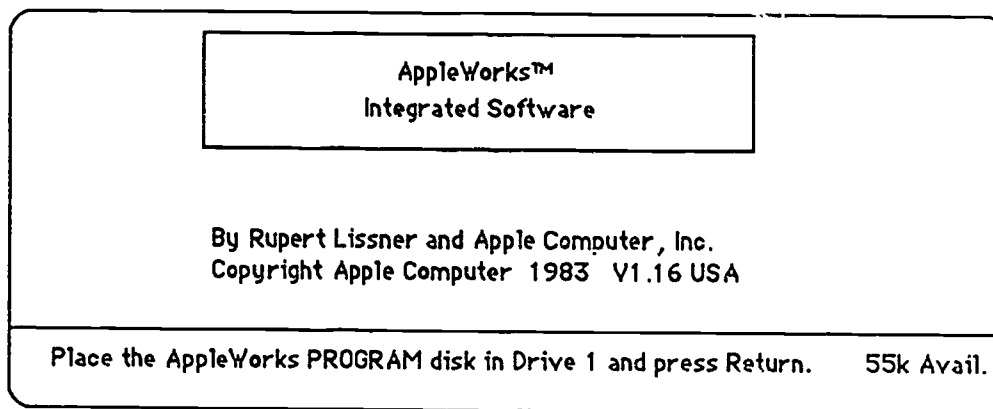 AppleWorks™
Integrated Software
By Rupert Lissner and Apple Computer, Inc.
Copyright Apple Computer 1983 V1.16 USA
Place the AppleWorks PROGRAM disk in Drive 1 and press Return. 55k Avail.